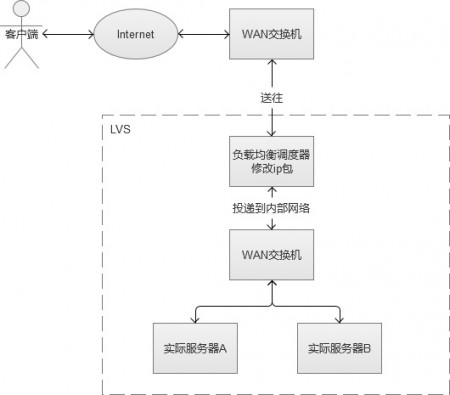 客户端
Internet
WAN交换机
送往
LVS
负载均衡调度器
修改ip包
投递到内部网络
WAN交换机
实际服务器A
实际服务器B